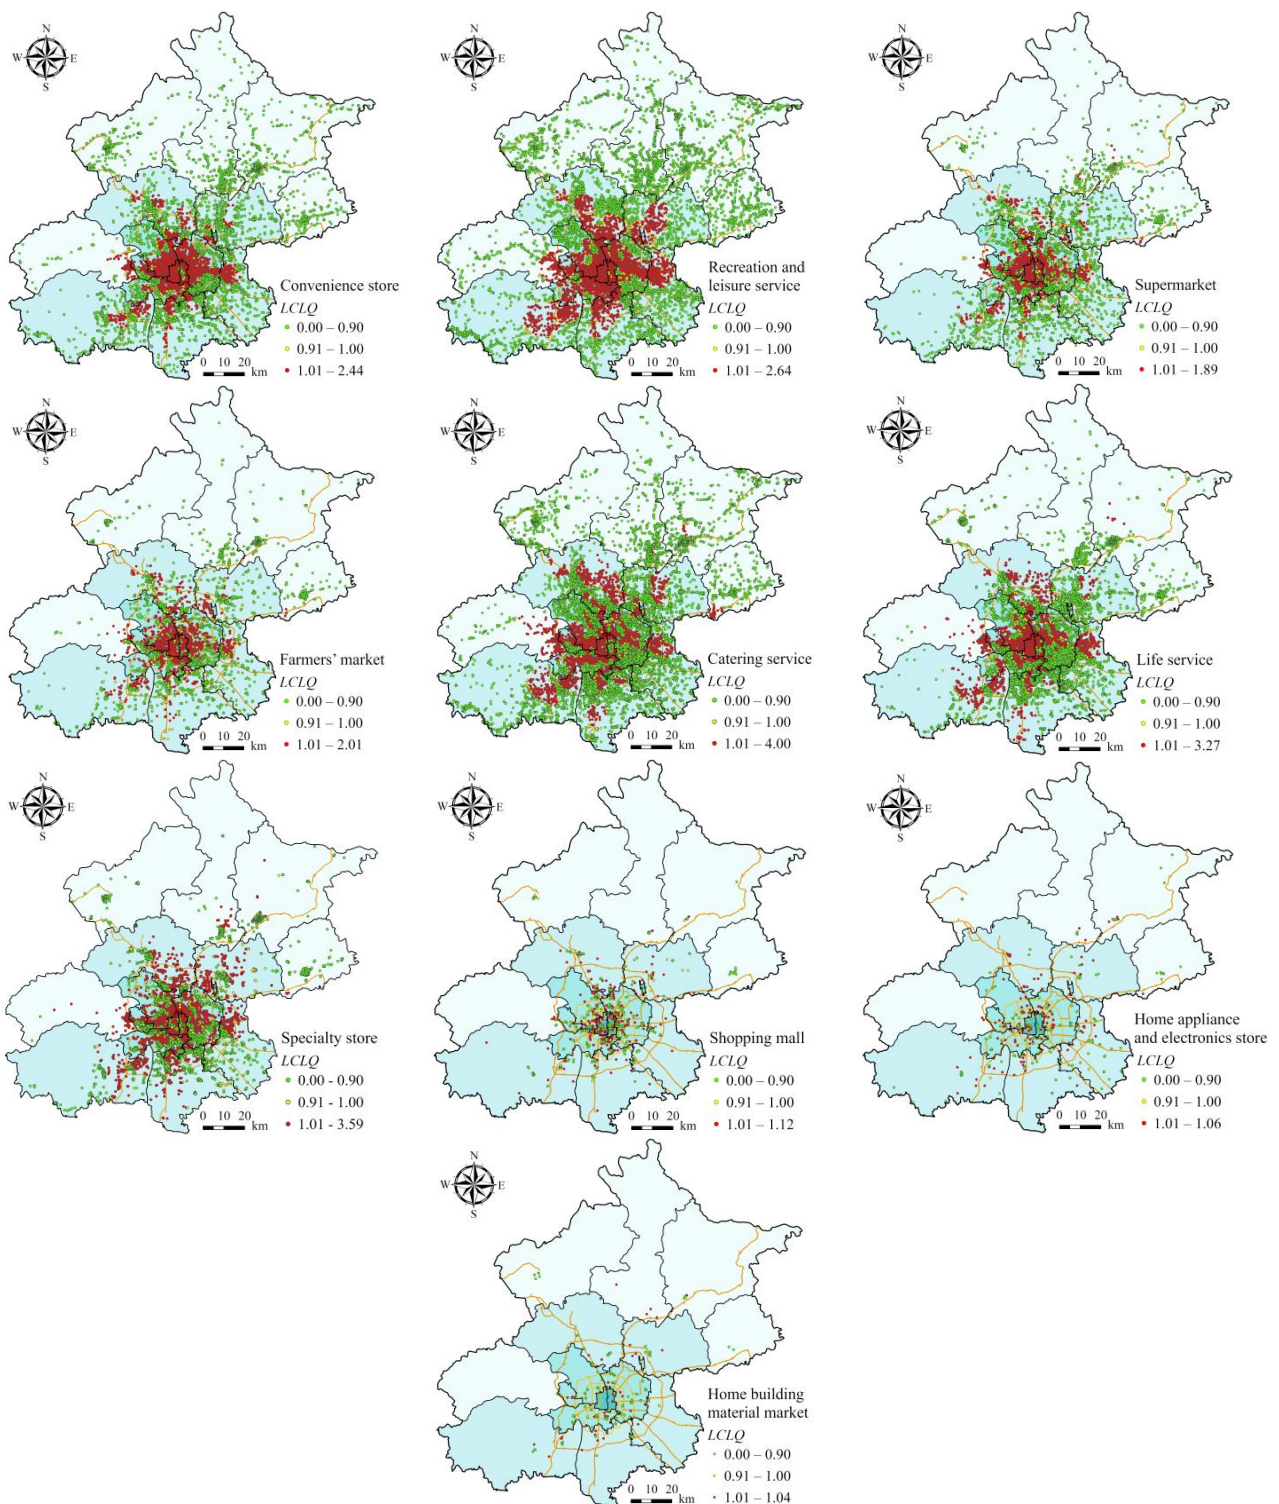 N
W E
S
Convenience store
LCLQ
0.00 – 0.90
0.91 – 1.00
1.01 – 2.44
0 10 20
km
N
W E
S
Recreation and
leisure service
LCLQ
0.00 – 0.90
0.91 – 1.00
1.01 – 2.64
0 10 20
km
N
W E
S
Supermarket
LCLQ
0.00 – 0.90
0.91 – 1.00
1.01 – 1.89
0 10 20
km
N
W E
S
Farmers’ market
LCLQ
0.00 – 0.90
0.91 – 1.00
1.01 – 2.01
0 10 20
km
N
W E
S
Catering service
LCLQ
0.00 – 0.90
0.91 – 1.00
1.01 – 4.00
0 10 20
km
N
W E
S
Life service
LCLQ
0.00 – 0.90
0.91 – 1.00
1.01 – 3.27
0 10 20
km
N
W E
S
Specialty store
LCLQ
0.00 - 0.90
0.91 - 1.00
1.01 - 3.59
0 10 20
km
N
W E
S
Shopping mall
LCLQ
0.00 – 0.90
0.91 – 1.00
1.01 – 1.12
0 10 20
km
N
W E
S
Home appliance
and electronics store
LCLQ
0.00 – 0.90
0.91 – 1.00
1.01 – 1.06
0 10 20
km
N
W E
S
Home building
material market
LCLQ
0.00 – 0.90
0.91 – 1.00
1.01 – 1.04
0 10 20
km